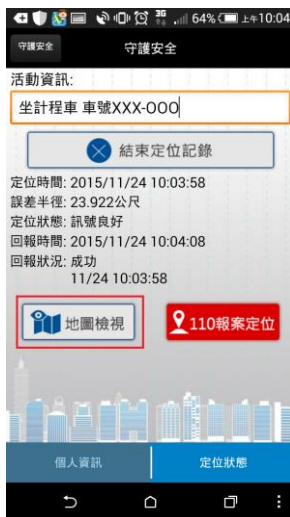 3G 64% 上午10:04
守護安全 守護安全
活動資訊:
坐計程車 車號XXX-OOO
結束定位記錄
定位時間: 2015/11/24 10:03:58
誤差半徑: 23.922公尺
定位狀態: 訊號良好
回報時間: 2015/11/24 10:04:08
回報狀況: 成功
11/24 10:03:58
地圖檢視 110報案定位
個人資訊 定位狀態